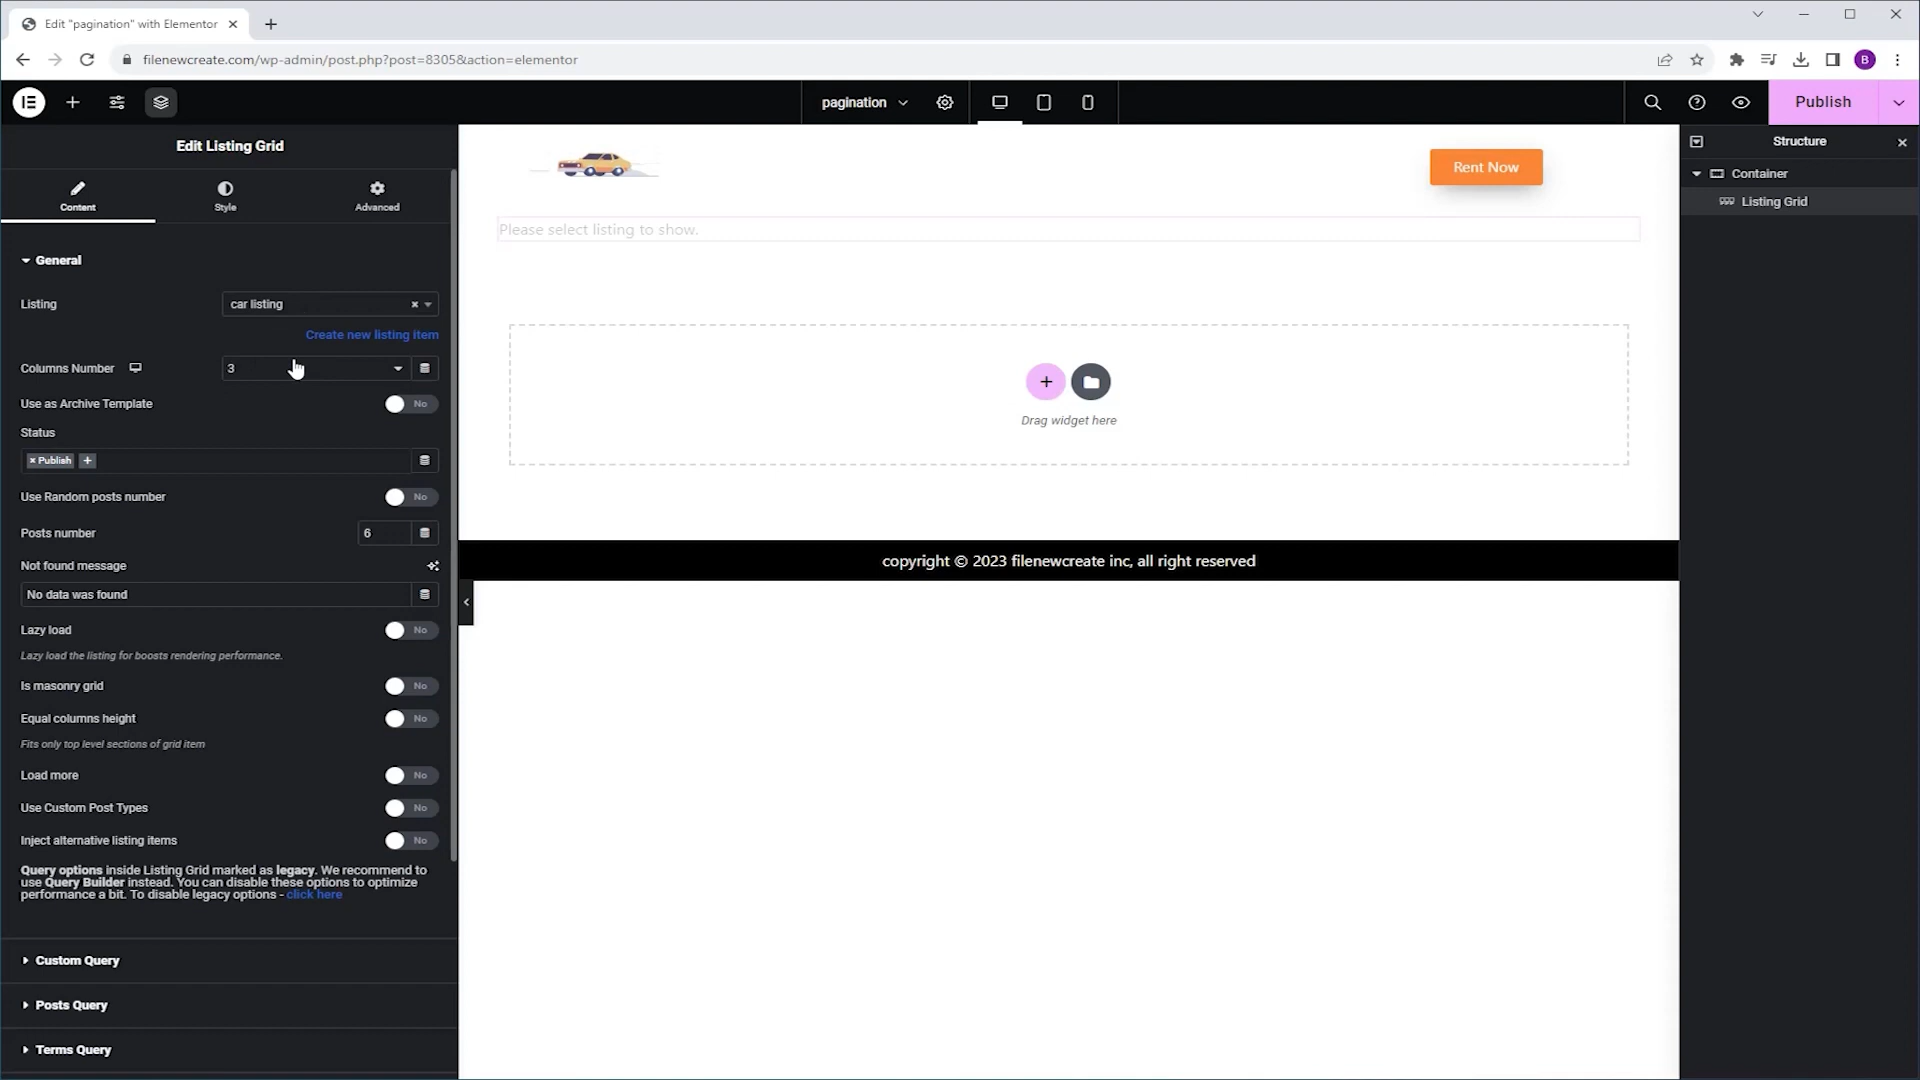 Edit "pagination" with Elementor
filenewcreate.com/wp-admin/post.php?post=8305&action=elementor
B
pagination
Publish
Edit Listing Grid
Content
Style
Advanced
General
Listing
car listing
Create new listing item
Columns Number
3
Use as Archive Template
No
Status
× Publish
+
Use Random posts number
No
Posts number
6
Not found message
No data was found
Lazy load
No
Lazy load the listing for boosts rendering performance.
Is masonry grid
No
Equal columns height
No
Fits only top level sections of grid item
Load more
No
Use Custom Post Types
No
Inject alternative listing items
No
Query options inside Listing Grid marked as legacy. We recommend to
use Query Builder instead. You can disable these options to optimize
performance a bit. To disable legacy options - click here
Custom Query
Posts Query
Terms Query
Rent Now
Please select listing to show.
Drag widget here
copyright © 2023 filenewcreate inc, all right reserved
Structure
Container
Listing Grid